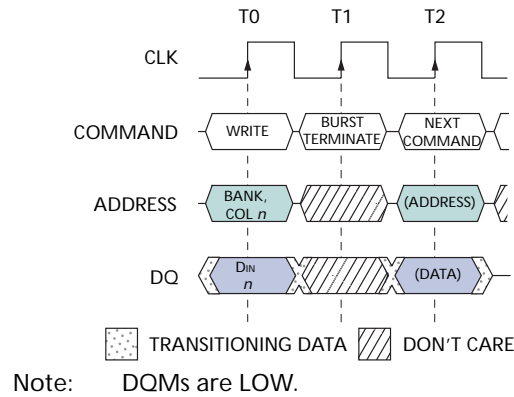 T0 T1 T2
CLK
COMMAND WRITE BURST TERMINATE NEXT COMMAND
ADDRESS BANK, COL n (ADDRESS)
DQ DIN n (DATA)
TRANSITIONING DATA DON'T CARE
Note: DQMs are LOW.